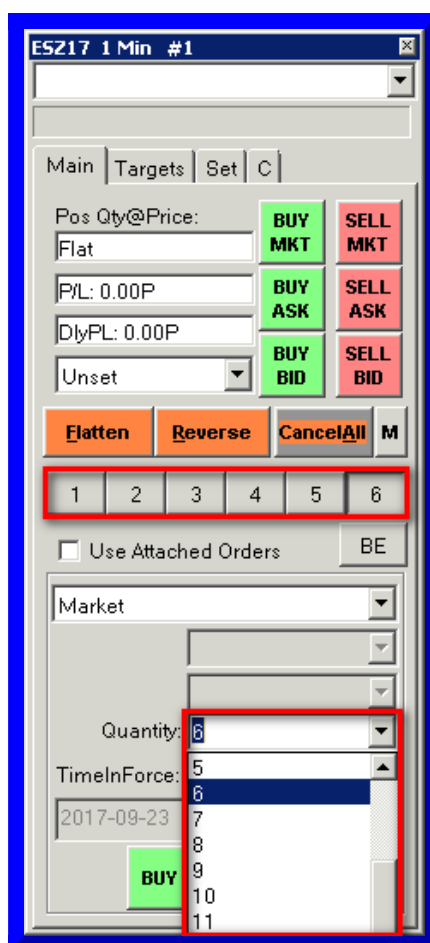 ESZ17 1 Min #1
Main Targets Set C
Pos Qty@Price:
Flat
BUY MKT
SELL MKT
P/L: 0.00P
BUY ASK
SELL ASK
DlyPL: 0.00P
Unset
BUY BID
SELL BID
Flatten Reverse CancelAll M
1 2 3 4 5 6
Use Attached Orders BE
Market
Quantity: 6
TimeInForce:
5
6
7
8
9
10
11
2017-09-23
BUY